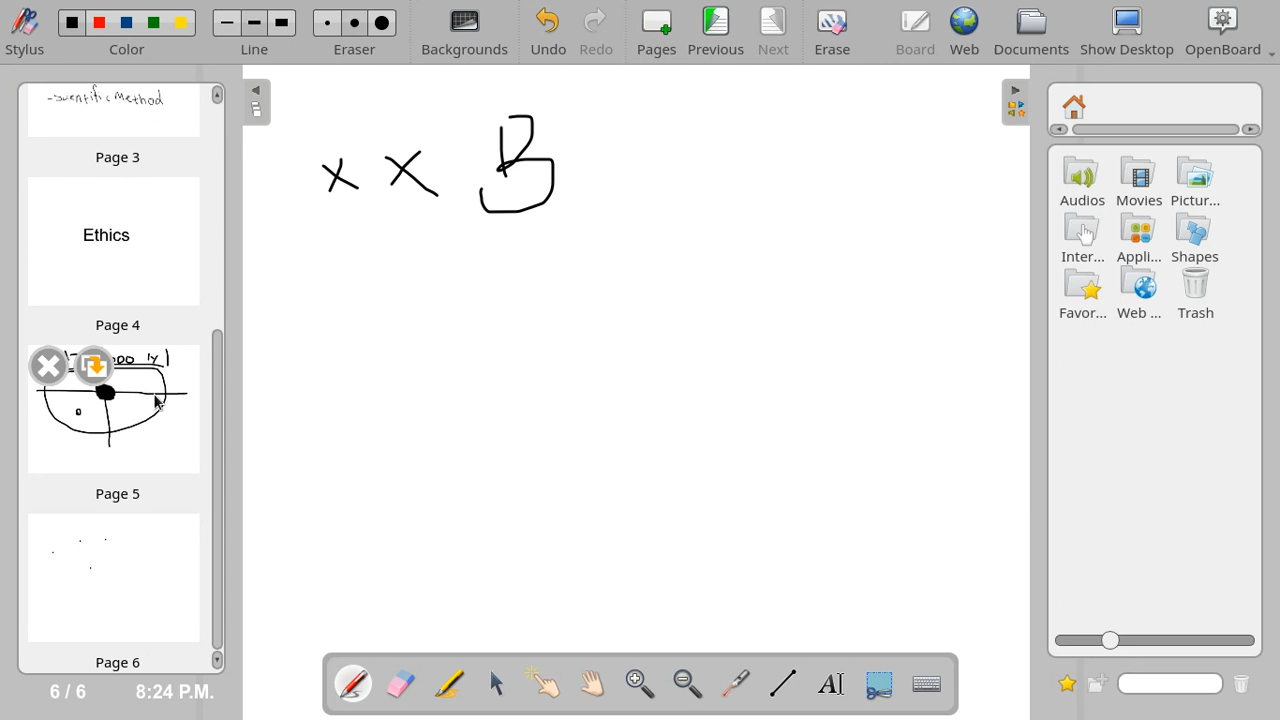 Stylus Color Line Eraser Backgrounds Undo Redo Pages Previous Next Erase Board Web Documents Show Desktop OpenBoard
-Scientific Method
Page 3
Ethics
Page 4
000 ly
Page 5
Page 6
6 / 6 8:24 P.M.
x x B
Audios Movies Pictur...
Inter... Appli... Shapes
Favor... Web ... Trash